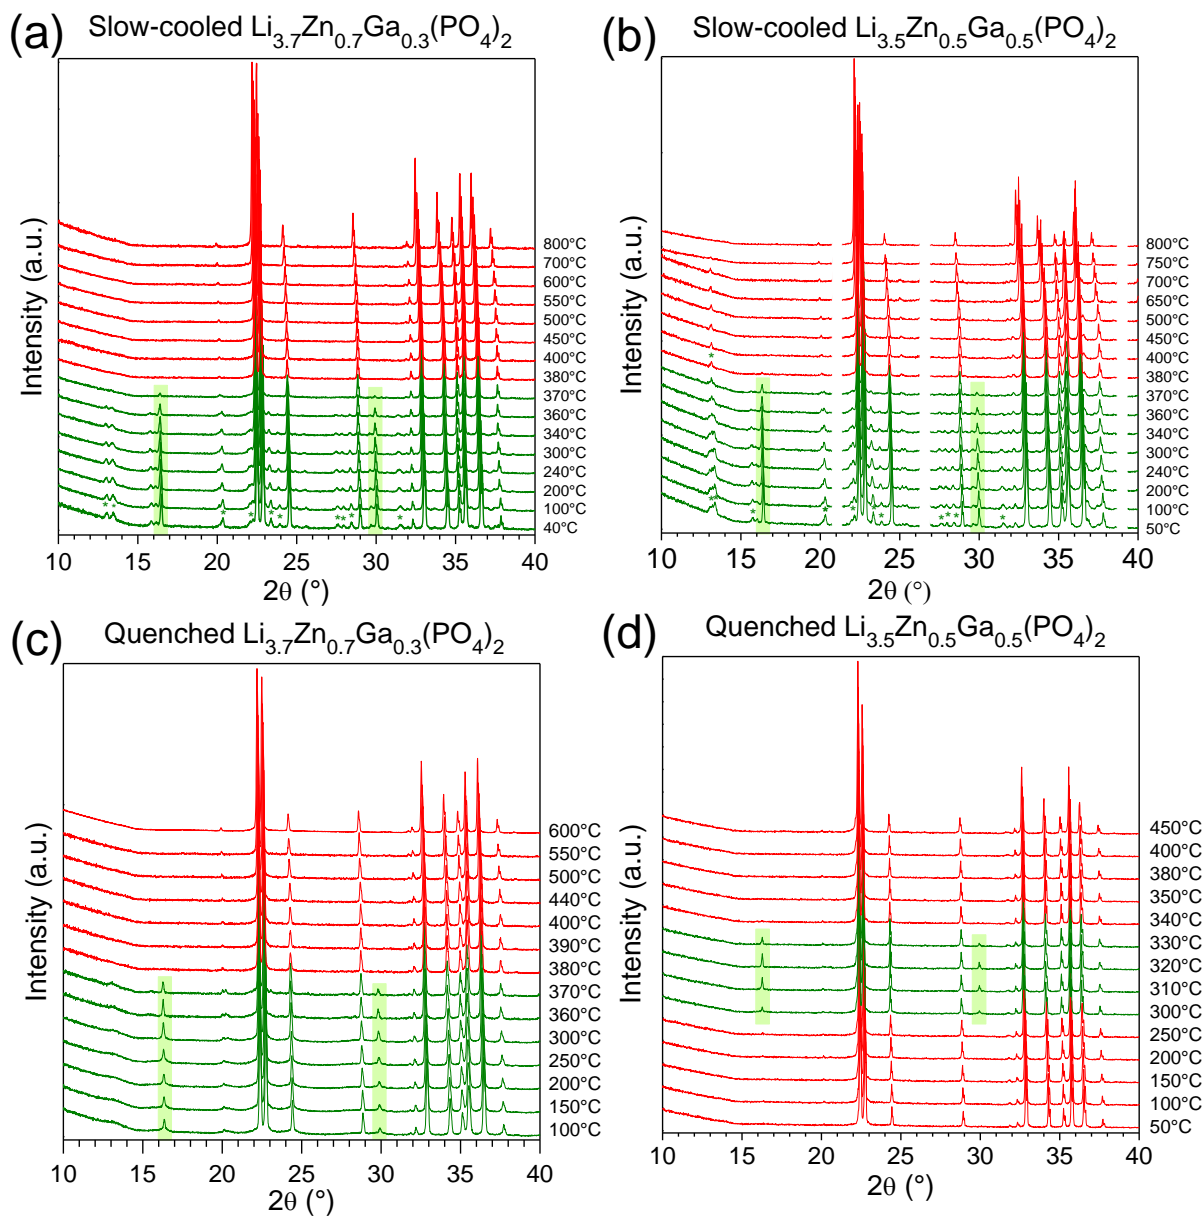 (a) Slow-cooled Li3.7Zn0.7Ga0.3(PO4)2
Intensity (a.u.)
800°C
700°C
600°C
550°C
500°C
450°C
400°C
380°C
370°C
360°C
340°C
300°C
240°C
200°C
100°C
40°C
10 15 20 25 30 35 40
2θ (°)
(b) Slow-cooled Li3.5Zn0.5Ga0.5(PO4)2
Intensity (a.u.)
800°C
750°C
700°C
650°C
500°C
450°C
400°C
380°C
370°C
360°C
340°C
300°C
240°C
200°C
100°C
50°C
10 15 20 25 30 35 40
2θ (°)
(c) Quenched Li3.7Zn0.7Ga0.3(PO4)2
Intensity (a.u.)
600°C
550°C
500°C
440°C
400°C
390°C
380°C
370°C
360°C
300°C
250°C
200°C
150°C
100°C
10 15 20 25 30 35 40
2θ (°)
(d) Quenched Li3.5Zn0.5Ga0.5(PO4)2
Intensity (a.u.)
450°C
400°C
380°C
350°C
340°C
330°C
320°C
310°C
300°C
250°C
200°C
150°C
100°C
50°C
10 15 20 25 30 35 40
2θ (°)